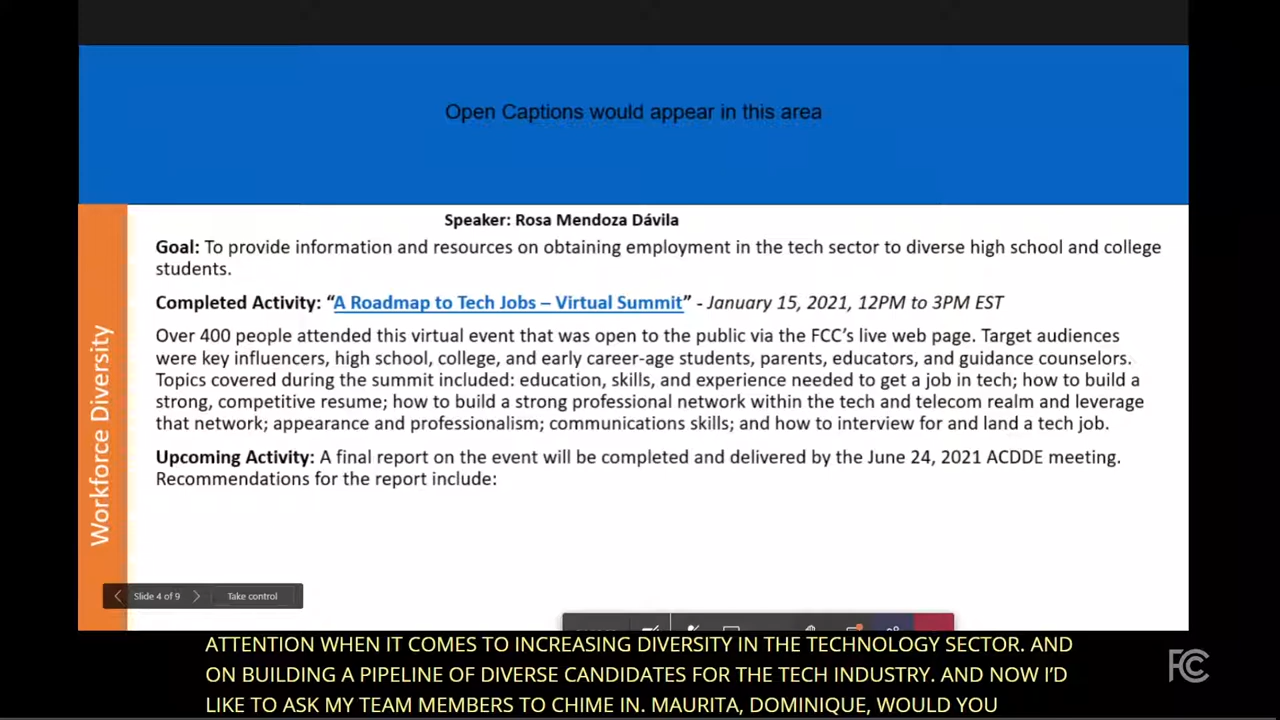 Open Captions would appear in this area
Speaker: Rosa Mendoza Dávila
Goal: To provide information and resources on obtaining employment in the tech sector to diverse high school and college
students.
Completed Activity: “A Roadmap to Tech Jobs – Virtual Summit” - January 15, 2021, 12PM to 3PM EST
Over 400 people attended this virtual event that was open to the public via the FCC’s live web page. Target audiences
were key influencers, high school, college, and early career-age students, parents, educators, and guidance counselors.
Topics covered during the summit included: education, skills, and experience needed to get a job in tech; how to build a
strong, competitive resume; how to build a strong professional network within the tech and telecom realm and leverage
that network; appearance and professionalism; communications skills; and how to interview for and land a tech job.
Upcoming Activity: A final report on the event will be completed and delivered by the June 24, 2021 ACDDE meeting.
Recommendations for the report include:
Workforce Diversity
Slide 4 of 9
Take control
ATTENTION WHEN IT COMES TO INCREASING DIVERSITY IN THE TECHNOLOGY SECTOR. AND
ON BUILDING A PIPELINE OF DIVERSE CANDIDATES FOR THE TECH INDUSTRY. AND NOW I’D
LIKE TO ASK MY TEAM MEMBERS TO CHIME IN. MAURITA, DOMINIQUE, WOULD YOU
FCC